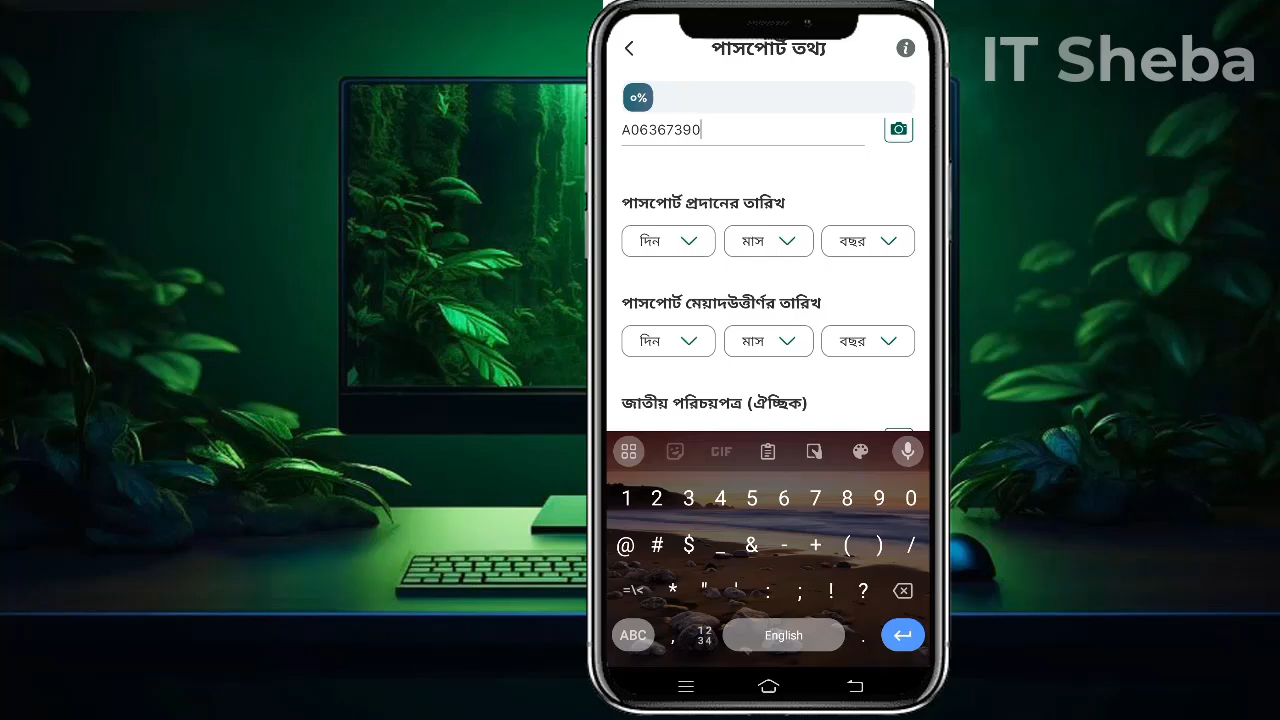 IT Sheba
পাসপোর্ট তথ্য
০%
A06367390
পাসপোর্ট প্রদানের তারিখ
দিন মাস বছর
পাসপোর্ট মেয়াদউত্তীর্ণর তারিখ
দিন মাস বছর
জাতীয় পরিচয়পত্র (ঐচ্ছিক)
GIF
1 2 3 4 5 6 7 8 9 0
@ # $ _ & - + ( ) /
=\< * " ' : ; ! ?
ABC , 12 34 English .